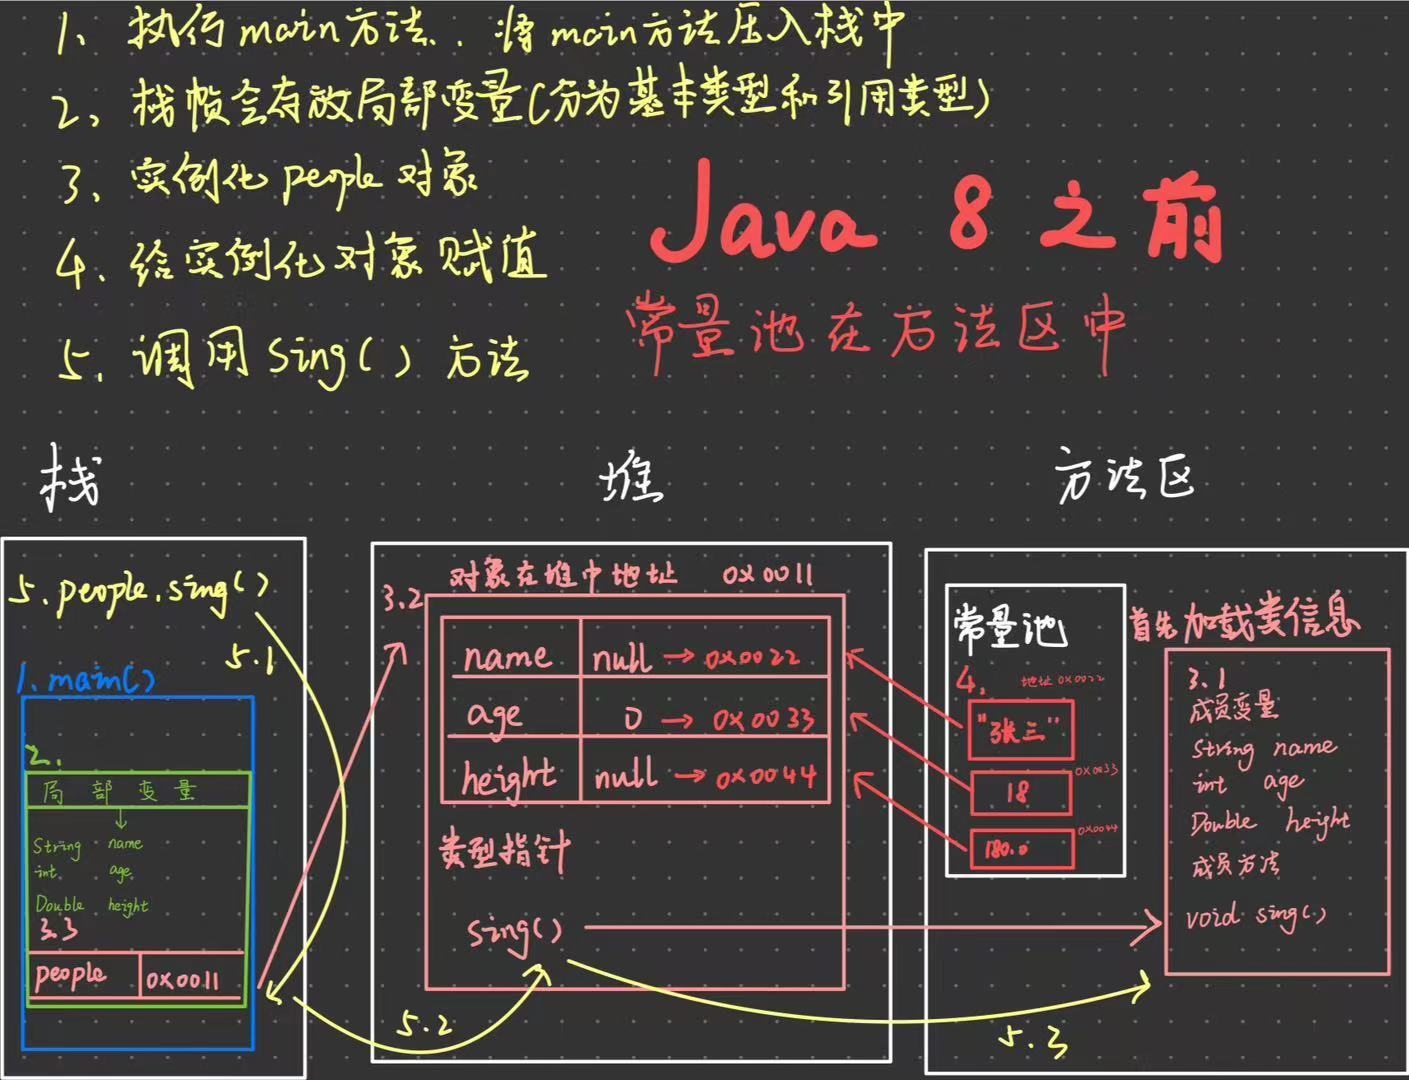 1、执行main方法、将main方法压入栈中
2、栈帧会存放局部变量(分为基本类型和引用类型)
3、实例化people对象
4、给实例化对象赋值
5、调用sing()方法
Java 8 之前
常量池在方法区中
栈
堆
方法区
5.people.sing()
5.1
1.main()
2.
局部变量
String name
int age
Double height
3.3
people 0x0011
5.2
对象在堆中地址 0x0011
3.2
name null → 0x0022
age 0 → 0x0033
height null → 0x0044
类型指针
sing()
常量池
4.
地址 0x0022
"张三"
0x0033
18
0x0044
180.0
首先加载类信息
3.1
成员变量
String name
int age
Double height
成员方法
void sing()
5.3